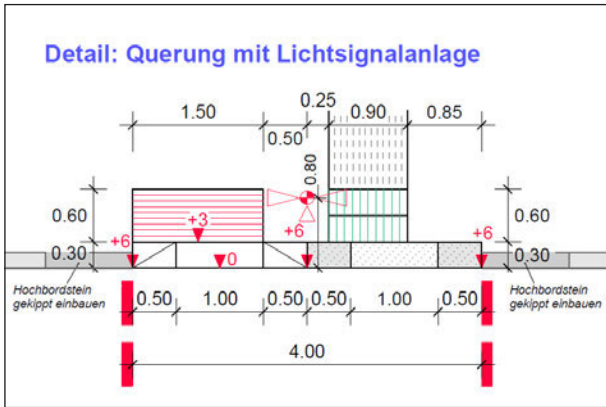 Detail: Querung mit Lichtsignalanlage
0.25
1.50 0.90 0.85
0.50
0.80
0.60 0.60
+3
+6 +6 +6
0.30 0 0.30
Hochbordstein
gekippt einbauen
Hochbordstein
gekippt einbauen
0.50 1.00 0.50 0.50 1.00 0.50
4.00